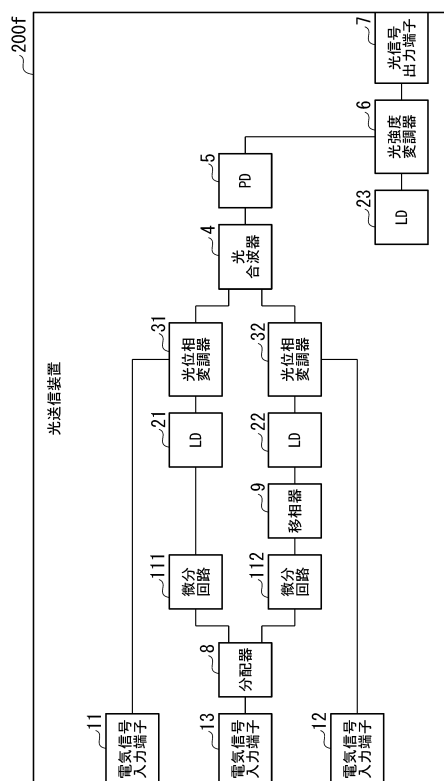 200f
光送信装置
11
電気信号
入力端子
13
電気信号
入力端子
12
電気信号
入力端子
8
分配器
111
微分
回路
112
微分
回路
9
移相器
21
LD
22
LD
31
光位相
変調器
32
光位相
変調器
4
光
合波器
5
PD
23
LD
6
光強度
変調器
7
光信号
出力端子